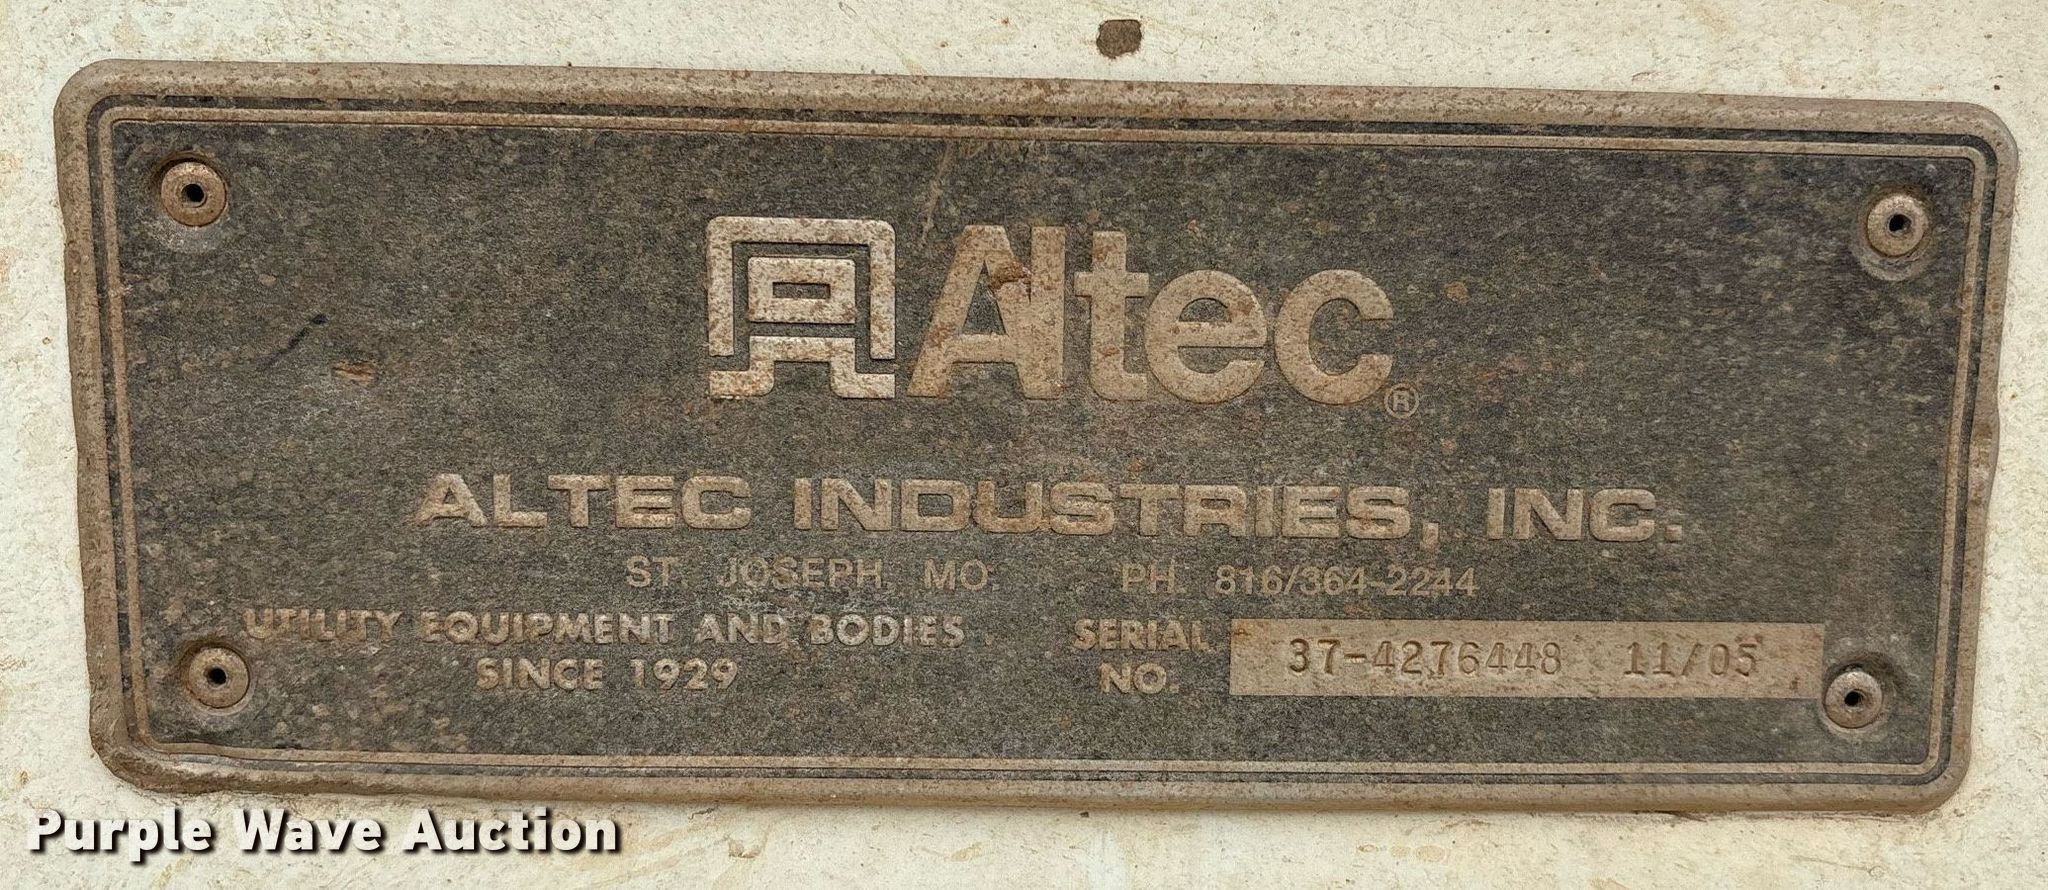 Altec®
ALTEC INDUSTRIES, INC.
ST. JOSEPH, MO. PH. 816/364-2244
UTILITY EQUIPMENT AND BODIES
SINCE 1929
SERIAL NO. 37-4276448 11/05
Purple Wave Auction